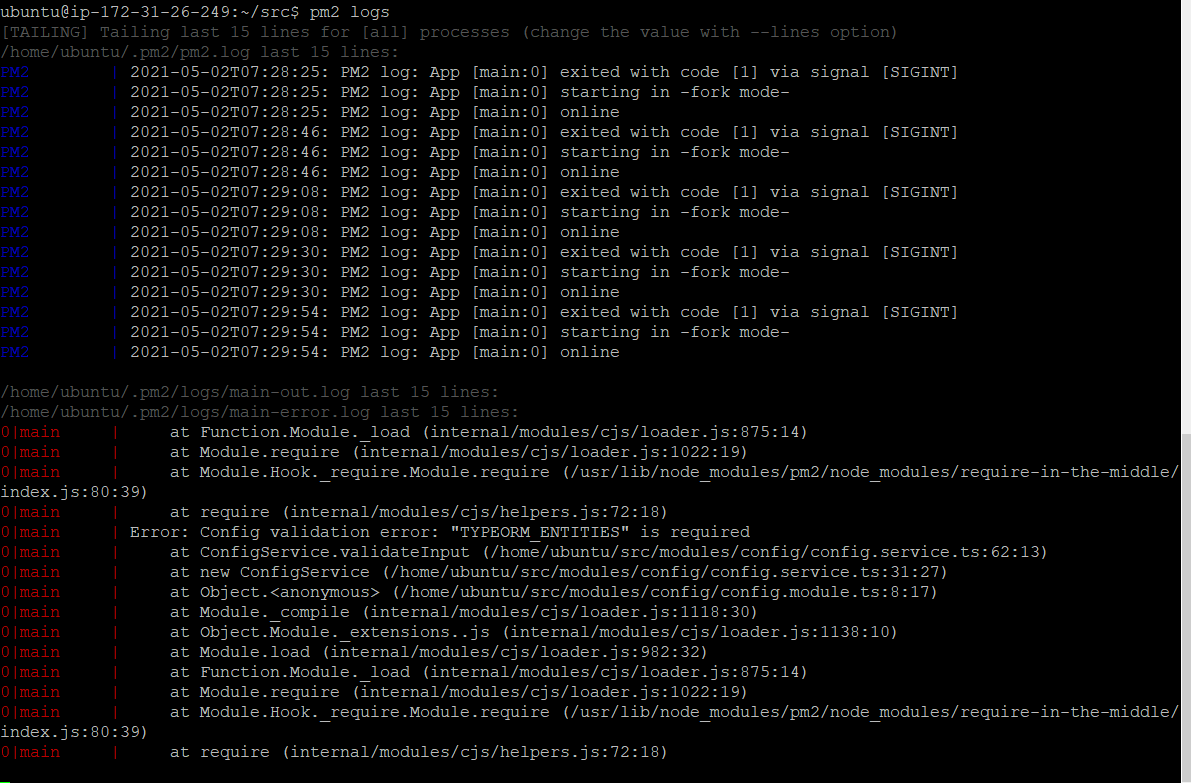 ubuntu@ip-172-31-26-249:~/src$ pm2 logs
[TAILING] Tailing last 15 lines for [all] processes (change the value with --lines option)
/home/ubuntu/.pm2/pm2.log last 15 lines:
PM2        | 2021-05-02T07:28:25: PM2 log: App [main:0] exited with code [1] via signal [SIGINT]
PM2        | 2021-05-02T07:28:25: PM2 log: App [main:0] starting in -fork mode-
PM2        | 2021-05-02T07:28:25: PM2 log: App [main:0] online
PM2        | 2021-05-02T07:28:46: PM2 log: App [main:0] exited with code [1] via signal [SIGINT]
PM2        | 2021-05-02T07:28:46: PM2 log: App [main:0] starting in -fork mode-
PM2        | 2021-05-02T07:28:46: PM2 log: App [main:0] online
PM2        | 2021-05-02T07:29:08: PM2 log: App [main:0] exited with code [1] via signal [SIGINT]
PM2        | 2021-05-02T07:29:08: PM2 log: App [main:0] starting in -fork mode-
PM2        | 2021-05-02T07:29:08: PM2 log: App [main:0] online
PM2        | 2021-05-02T07:29:30: PM2 log: App [main:0] exited with code [1] via signal [SIGINT]
PM2        | 2021-05-02T07:29:30: PM2 log: App [main:0] starting in -fork mode-
PM2        | 2021-05-02T07:29:30: PM2 log: App [main:0] online
PM2        | 2021-05-02T07:29:54: PM2 log: App [main:0] exited with code [1] via signal [SIGINT]
PM2        | 2021-05-02T07:29:54: PM2 log: App [main:0] starting in -fork mode-
PM2        | 2021-05-02T07:29:54: PM2 log: App [main:0] online
/home/ubuntu/.pm2/logs/main-out.log last 15 lines:
/home/ubuntu/.pm2/logs/main-error.log last 15 lines:
0|main     |     at Function.Module._load (internal/modules/cjs/loader.js:875:14)
0|main     |     at Module.require (internal/modules/cjs/loader.js:1022:19)
0|main     |     at Module.Hook._require.Module.require (/usr/lib/node_modules/pm2/node_modules/require-in-the-middle/
index.js:80:39)
0|main     |     at require (internal/modules/cjs/helpers.js:72:18)
0|main     | Error: Config validation error: "TYPEORM_ENTITIES" is required
0|main     |     at ConfigService.validateInput (/home/ubuntu/src/modules/config/config.service.ts:62:13)
0|main     |     at new ConfigService (/home/ubuntu/src/modules/config/config.service.ts:31:27)
0|main     |     at Object.<anonymous> (/home/ubuntu/src/modules/config/config.module.ts:8:17)
0|main     |     at Module._compile (internal/modules/cjs/loader.js:1118:30)
0|main     |     at Object.Module._extensions..js (internal/modules/cjs/loader.js:1138:10)
0|main     |     at Module.load (internal/modules/cjs/loader.js:982:32)
0|main     |     at Function.Module._load (internal/modules/cjs/loader.js:875:14)
0|main     |     at Module.require (internal/modules/cjs/loader.js:1022:19)
0|main     |     at Module.Hook._require.Module.require (/usr/lib/node_modules/pm2/node_modules/require-in-the-middle/
index.js:80:39)
0|main     |     at require (internal/modules/cjs/helpers.js:72:18)